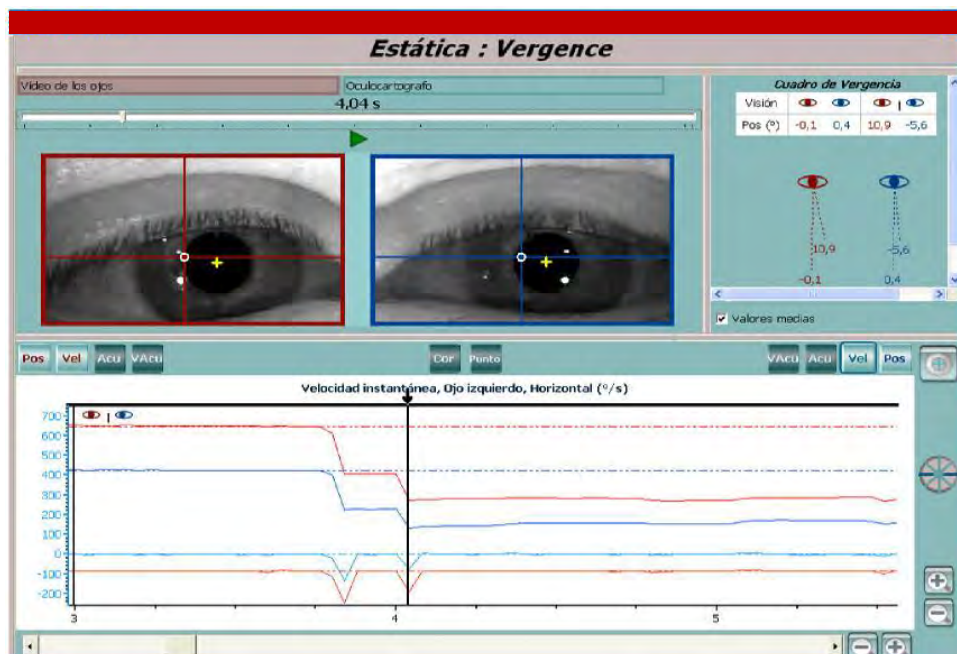 Estática : Vergence
Vídeo de los ojos
Oculocartografo
4,04 s
Cuadro de Vergencia
Visión
Pos (º) -0,1 0,4 10,9 -5,6
10,9 -5,6
-0,1 0,4
Valores medias
Pos Vel Acu VAcu Cor Punto VAcu Acu Vel Pos
Velocidad instantánea, Ojo izquierdo, Horizontal (º/s)
700
600
500
400
300
200
100
0
-100
-200
3 4 5